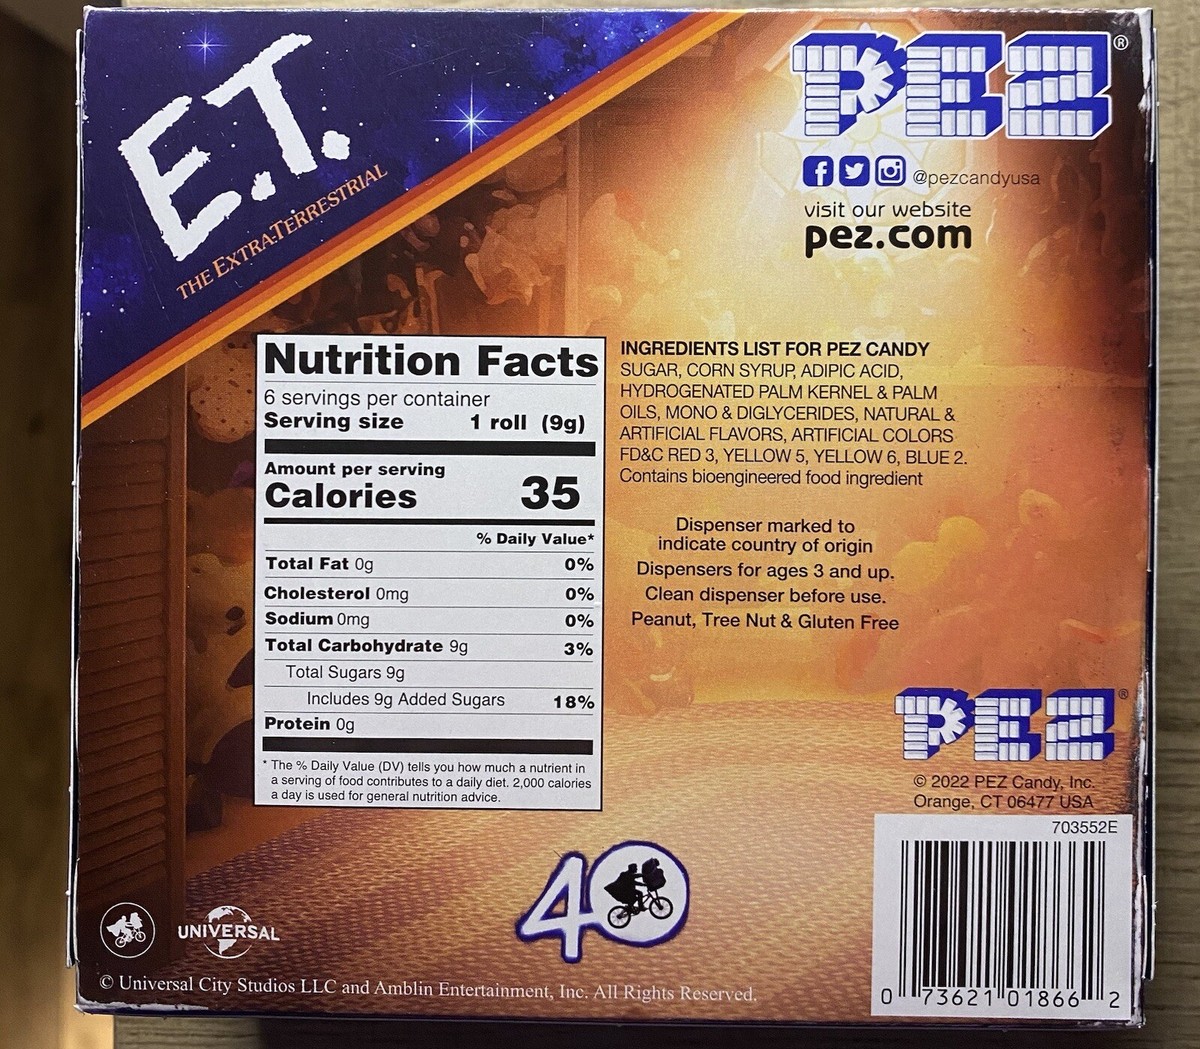 E.T.
THE EXTRA-TERRESTRIAL
PEZ®
@pezcandyusa
visit our website
pez.com
Nutrition Facts
6 servings per container
Serving size 1 roll (9g)
Amount per serving
Calories 35
% Daily Value*
Total Fat 0g 0%
Cholesterol 0mg 0%
Sodium 0mg 0%
Total Carbohydrate 9g 3%
Total Sugars 9g
Includes 9g Added Sugars 18%
Protein 0g
* The % Daily Value (DV) tells you how much a nutrient in
a serving of food contributes to a daily diet. 2,000 calories
a day is used for general nutrition advice.
INGREDIENTS LIST FOR PEZ CANDY
SUGAR, CORN SYRUP, ADIPIC ACID,
HYDROGENATED PALM KERNEL & PALM
OILS, MONO & DIGLYCERIDES, NATURAL &
ARTIFICIAL FLAVORS, ARTIFICIAL COLORS
FD&C RED 3, YELLOW 5, YELLOW 6, BLUE 2.
Contains bioengineered food ingredient
Dispenser marked to
indicate country of origin
Dispensers for ages 3 and up.
Clean dispenser before use.
Peanut, Tree Nut & Gluten Free
PEZ®
© 2022 PEZ Candy, Inc.
Orange, CT 06477 USA
703552E
0 73621 01866 2
40
UNIVERSAL
© Universal City Studios LLC and Amblin Entertainment, Inc. All Rights Reserved.